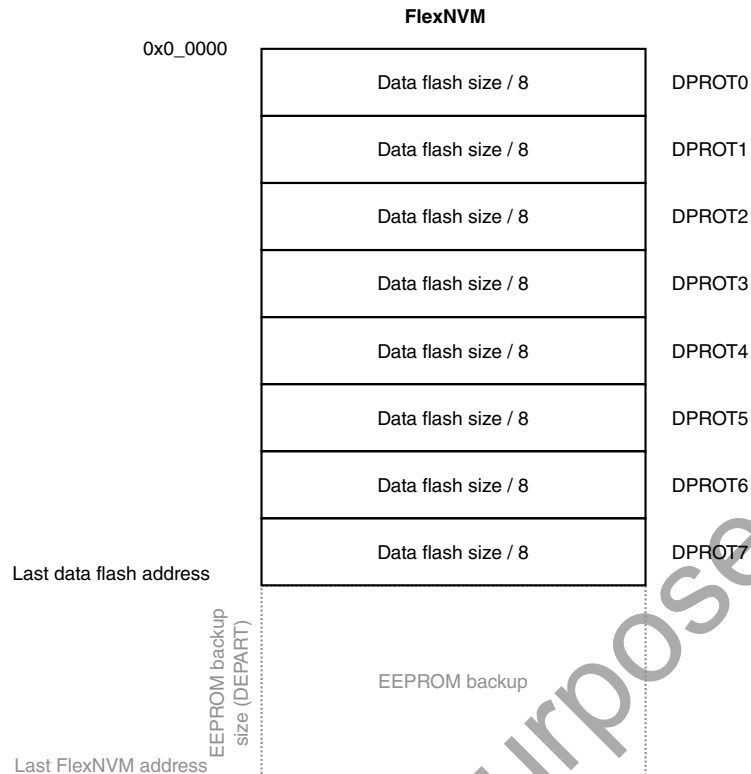 FlexNVM
0x0_0000
Data flash size / 8 DPROT0
Data flash size / 8 DPROT1
Data flash size / 8 DPROT2
Data flash size / 8 DPROT3
Data flash size / 8 DPROT4
Data flash size / 8 DPROT5
Data flash size / 8 DPROT6
Data flash size / 8 DPROT7
Last data flash address
EEPROM backup
size (DEPART)
EEPROM backup
Last FlexNVM address